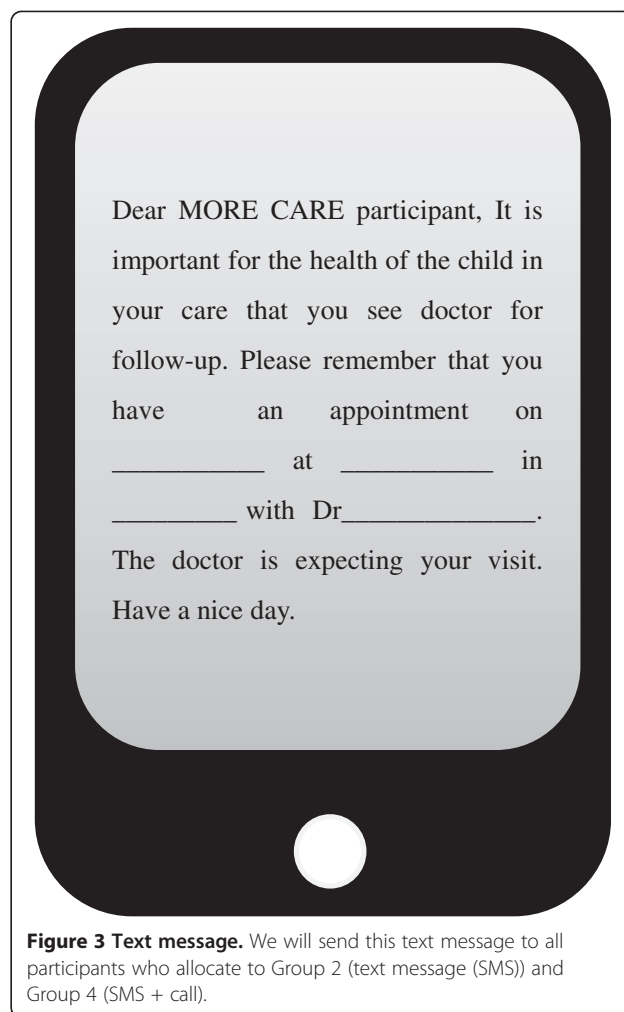 Dear MORE CARE participant, It is
important for the health of the child in
your care that you see doctor for
follow-up. Please remember that you
have an appointment on
___________ at ___________ in
_________ with Dr______________.
The doctor is expecting your visit.
Have a nice day.
Figure 3 Text message. We will send this text message to all
participants who allocate to Group 2 (text message (SMS)) and
Group 4 (SMS + call).